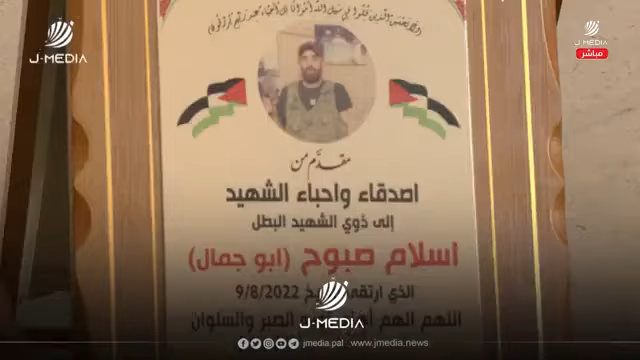 J-MEDIA
J-MEDIA
مباشر
مقدّم من
اصدقاء واحباء الشهيد
إلى ذوي الشهيد البطل
اسلام صبوح (ابو جمال)
الذي ارتقى 9/8/2022
اللهم الهم الصبر والسلوان
J-MEDIA
jmedia.pal www.jmedia.news